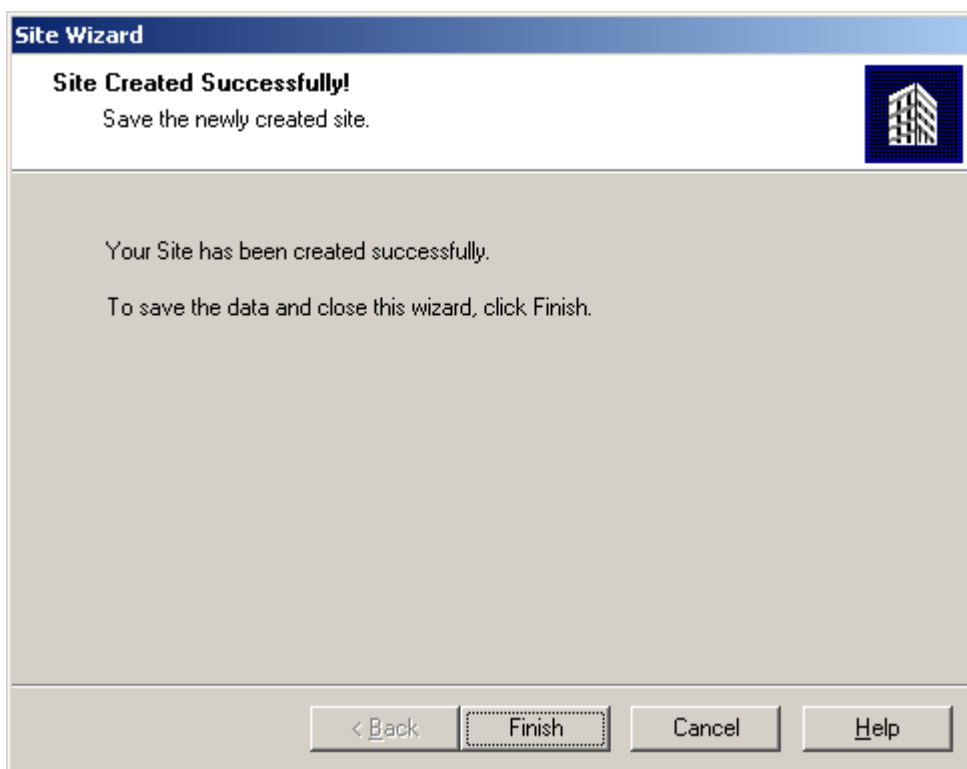 Site Wizard
Site Created Successfully!
Save the newly created site.
Your Site has been created successfully.
To save the data and close this wizard, click Finish.
< Back Finish Cancel Help